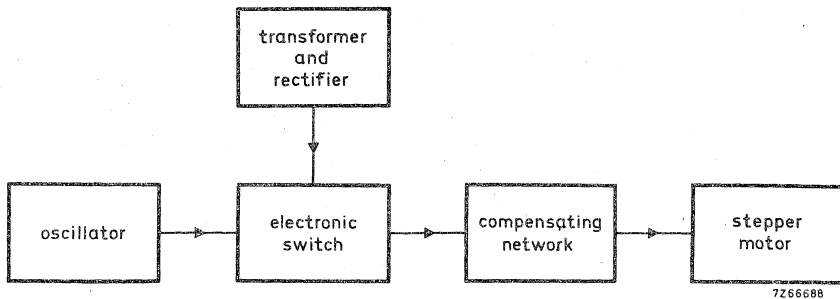 transformer
and
rectifier
oscillator
electronic
switch
compensating
network
stepper
motor
7Z66688